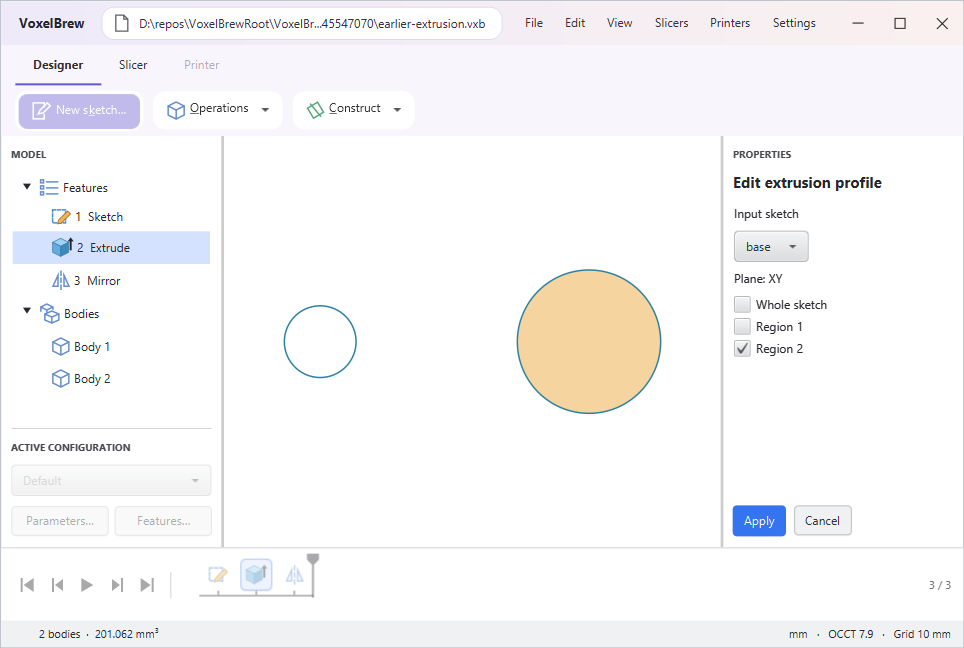 VoxelBrew
D:\repos\VoxelBrewRoot\VoxelBr...45547070\earlier-extrusion.vxb
File Edit View Slicers Printers Settings
Designer Slicer Printer
New sketch... Operations Construct
MODEL
Features
1 Sketch
2 Extrude
3 Mirror
Bodies
Body 1
Body 2
ACTIVE CONFIGURATION
Default
Parameters... Features...
PROPERTIES
Edit extrusion profile
Input sketch
base
Plane: XY
Whole sketch
Region 1
Region 2
Apply Cancel
3 / 3
2 bodies · 201.062 mm³
mm · OCCT 7.9 · Grid 10 mm